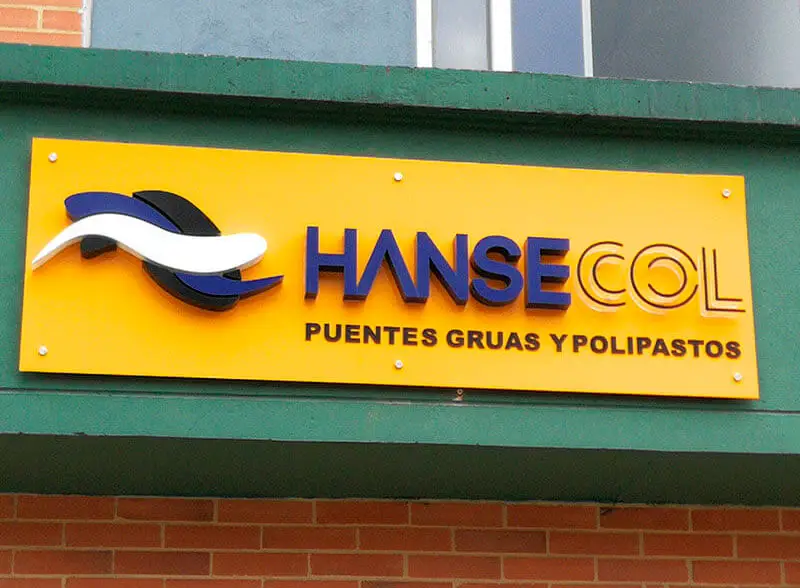 HANSECOL
PUENTES GRUAS Y POLIPASTOS